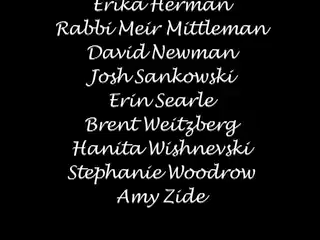 Erika Herman
Rabbi Meir Mittleman
David Newman
Josh Sankowski
Erin Searle
Brent Weitzberg
Hanita Wishnevski
Stephanie Woodrow
Amy Zide